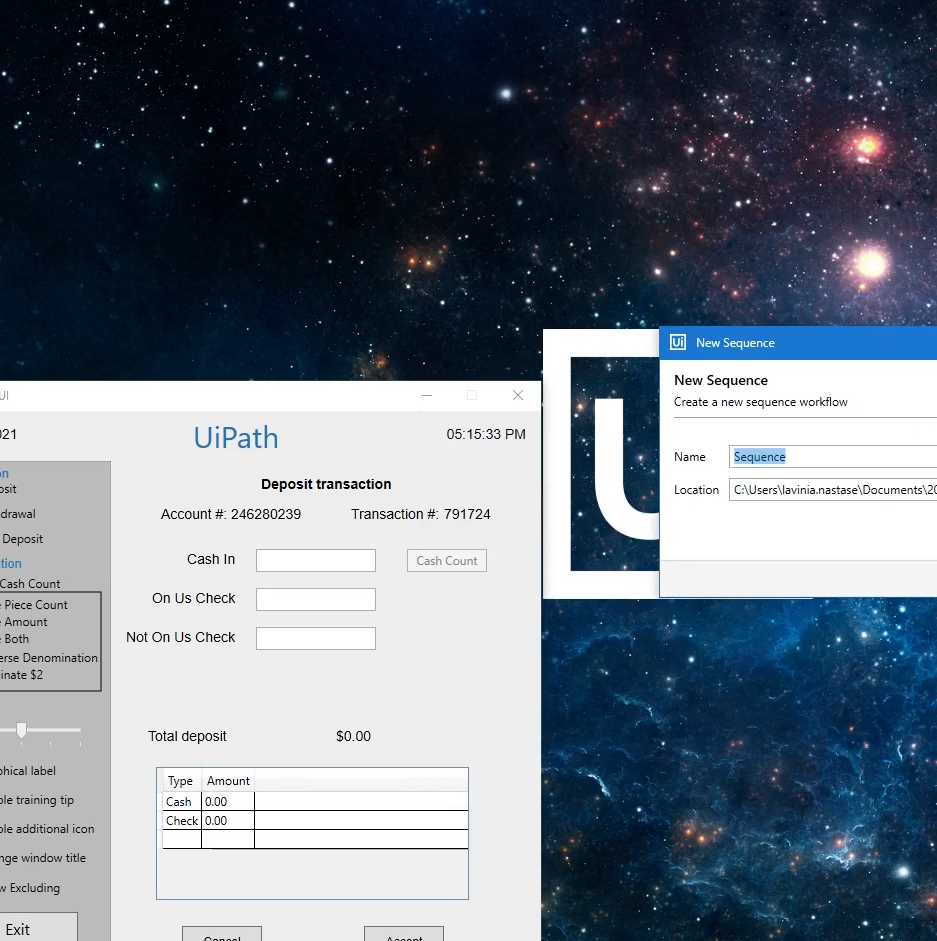 New Sequence
New Sequence
Create a new sequence workflow
Name Sequence
Location C:\Users\lavinia.nastase\Documents\20
UI
021
UiPath
05:15:33 PM
on
osit
drawal
Deposit
tion
Cash Count
Piece Count
Amount
Both
erse Denomination
inate $2
phical label
ble training tip
ble additional icon
nge window title
w Excluding
Exit
Deposit transaction
Account #: 246280239 Transaction #: 791724
Cash In Cash Count
On Us Check
Not On Us Check
Total deposit $0.00
Type Amount
Cash 0.00
Check 0.00
Cancel Accept